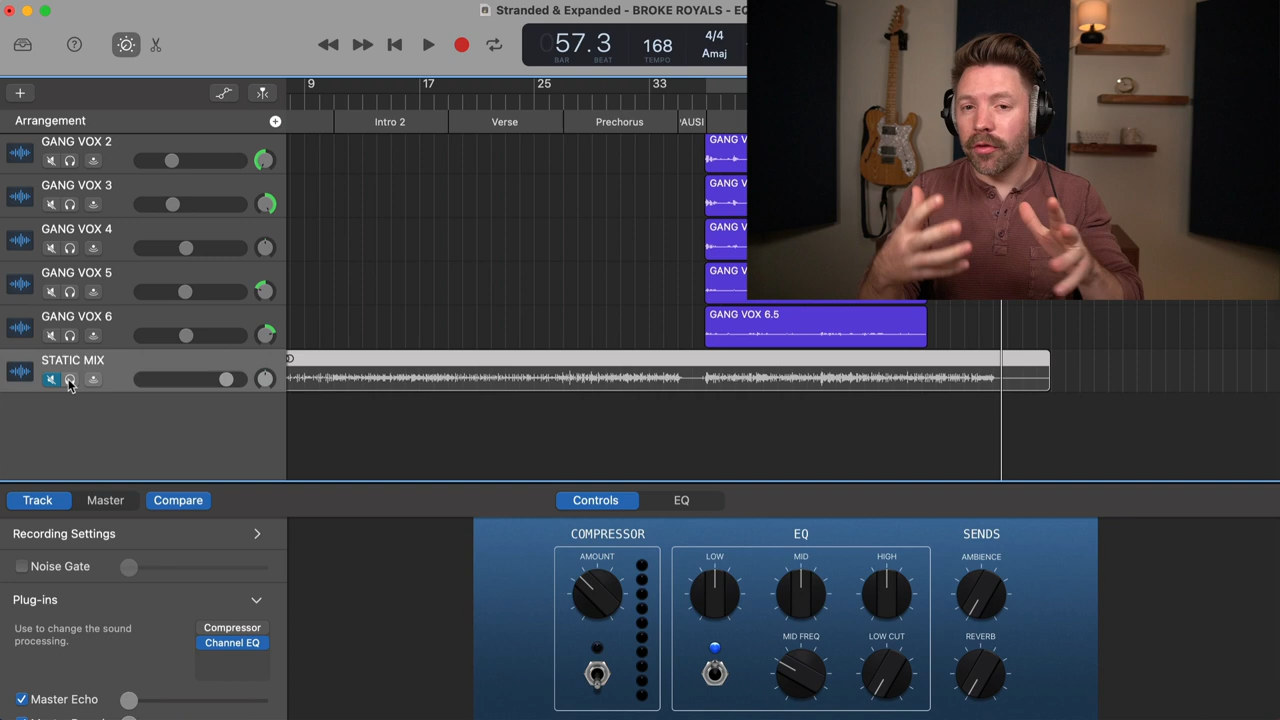 Stranded & Expanded - BROKE ROYALS - EQ
57.3
BAR
BEAT
168
TEMPO
4/4
Amaj
9
17
25
33
Arrangement
Intro 2
Verse
Prechorus
GANG VOX 2
GANG V
GANG VOX 3
GANG V
GANG VOX 4
GANG V
GANG VOX 5
GANG V
GANG VOX 6
GANG VOX 6.5
STATIC MIX
Track
Master
Compare
Controls
EQ
Recording Settings
Noise Gate
Plug-ins
Use to change the sound
processing.
Compressor
Channel EQ
Master Echo
COMPRESSOR
AMOUNT
EQ
LOW
MID
HIGH
MID FREQ
LOW CUT
SENDS
AMBIENCE
REVERB